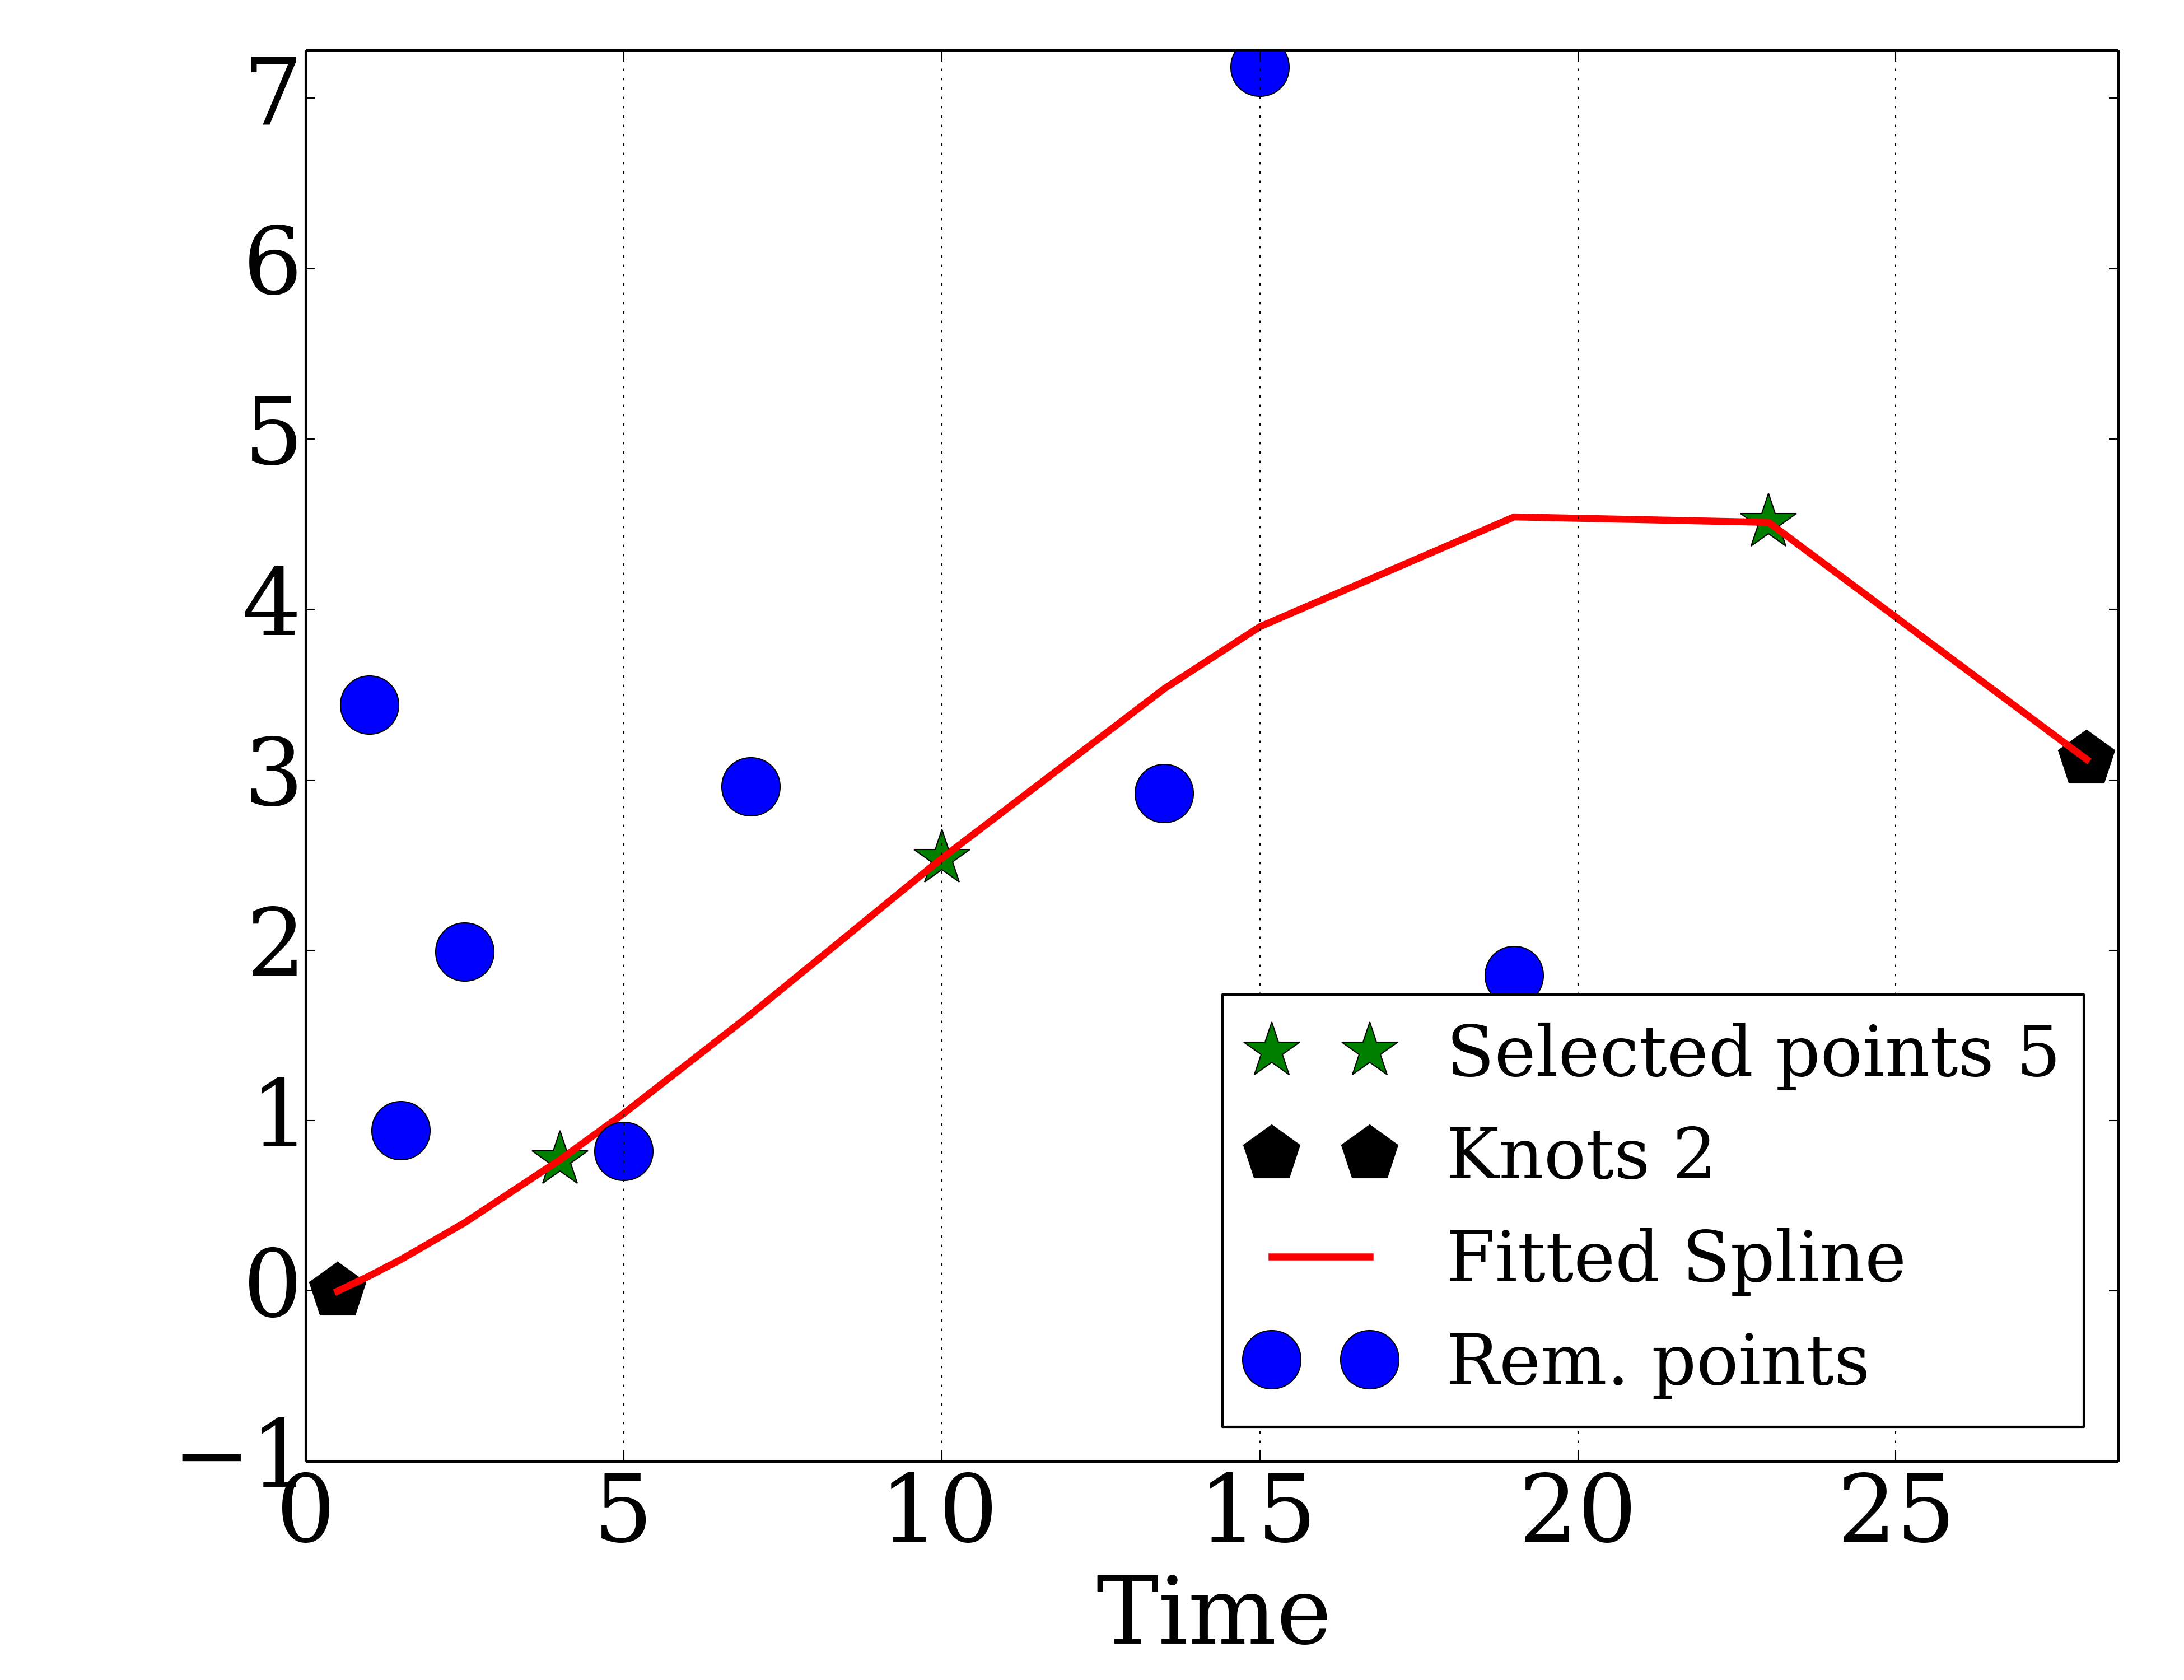 7
6
5
4
3
2
1
0
−1
0 5 10 15 20 25
Time
Selected points 5
Knots 2
Fitted Spline
Rem. points